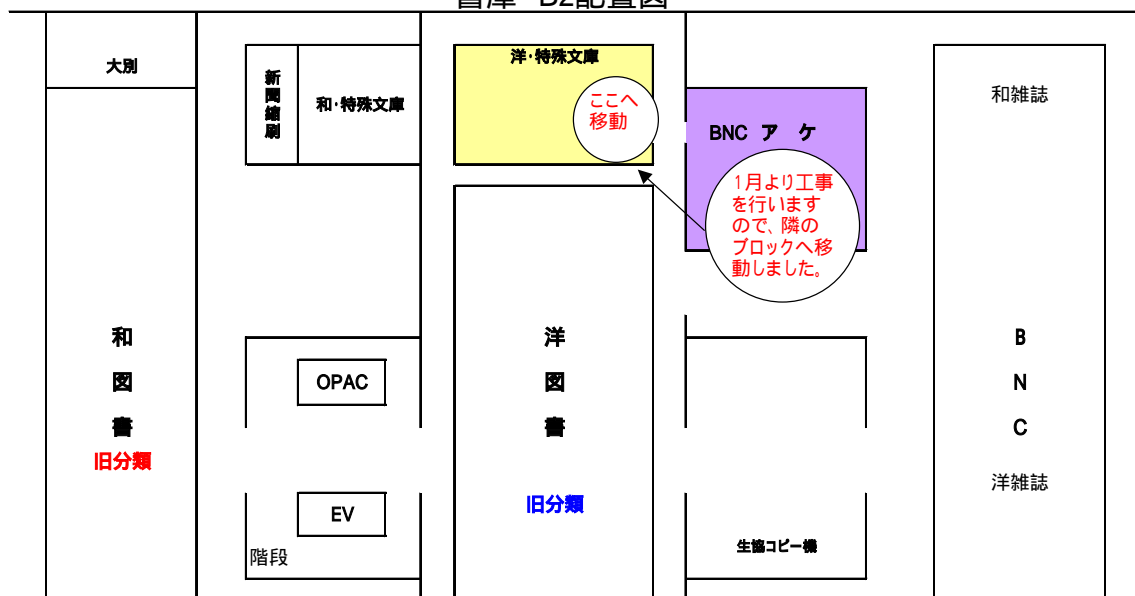 書庫 B2配置図
大別
新聞縮刷
和・特殊文庫
洋・特殊文庫
ここへ
移動
BNC ア ケ
1月より工事
を行います
ので、隣の
ブロックへ移
動しました。
和雑誌
和図書
旧分類
OPAC
EV
階段
洋図書
旧分類
生協コピー機
BNC
洋雑誌